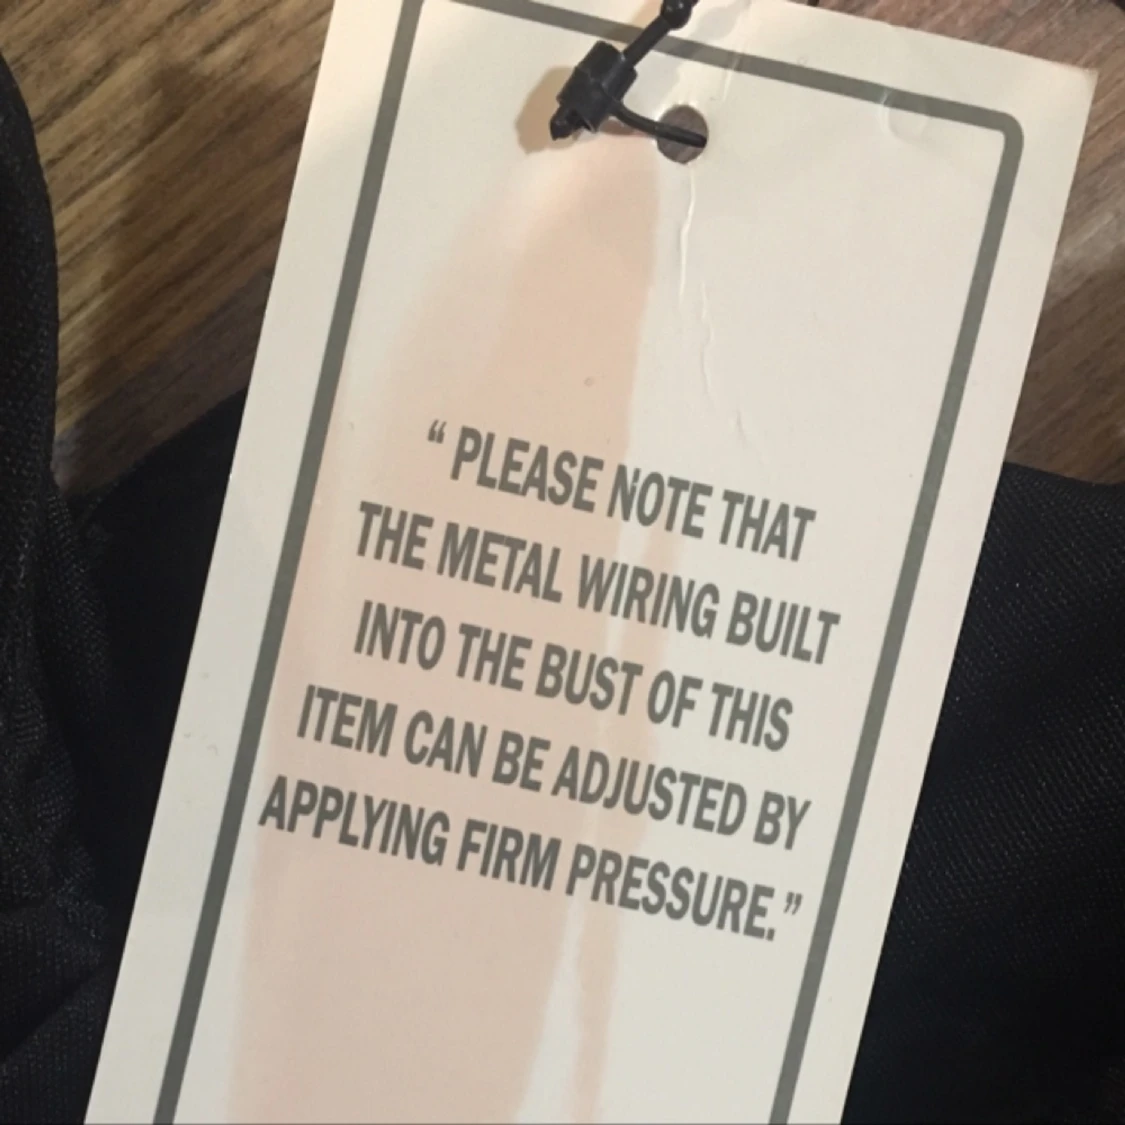 “ PLEASE NOTE THAT
THE METAL WIRING BUILT
INTO THE BUST OF THIS
ITEM CAN BE ADJUSTED BY
APPLYING FIRM PRESSURE.”